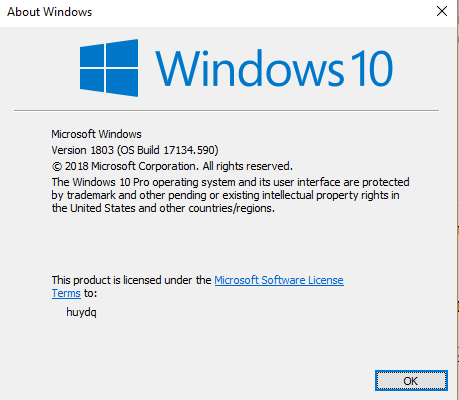 About Windows
Windows 10
Microsoft Windows
Version 1803 (OS Build 17134.590)
© 2018 Microsoft Corporation. All rights reserved.
The Windows 10 Pro operating system and its user interface are protected
by trademark and other pending or existing intellectual property rights in
the United States and other countries/regions.
This product is licensed under the Microsoft Software License
Terms to:
huydq
OK